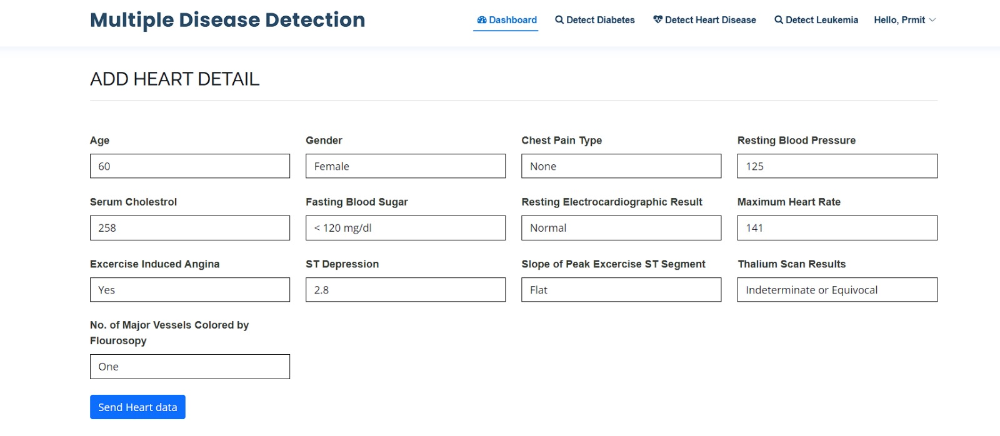 Multiple Disease Detection
Dashboard
Detect Diabetes
Detect Heart Disease
Detect Leukemia
Hello, Prmit
ADD HEART DETAIL
Age
60
Gender
Female
Chest Pain Type
None
Resting Blood Pressure
125
Serum Cholestrol
258
Fasting Blood Sugar
< 120 mg/dl
Resting Electrocardiographic Result
Normal
Maximum Heart Rate
141
Excercise Induced Angina
Yes
ST Depression
2.8
Slope of Peak Excercise ST Segment
Flat
Thalium Scan Results
Indeterminate or Equivocal
No. of Major Vessels Colored by
Flourosopy
One
Send Heart data